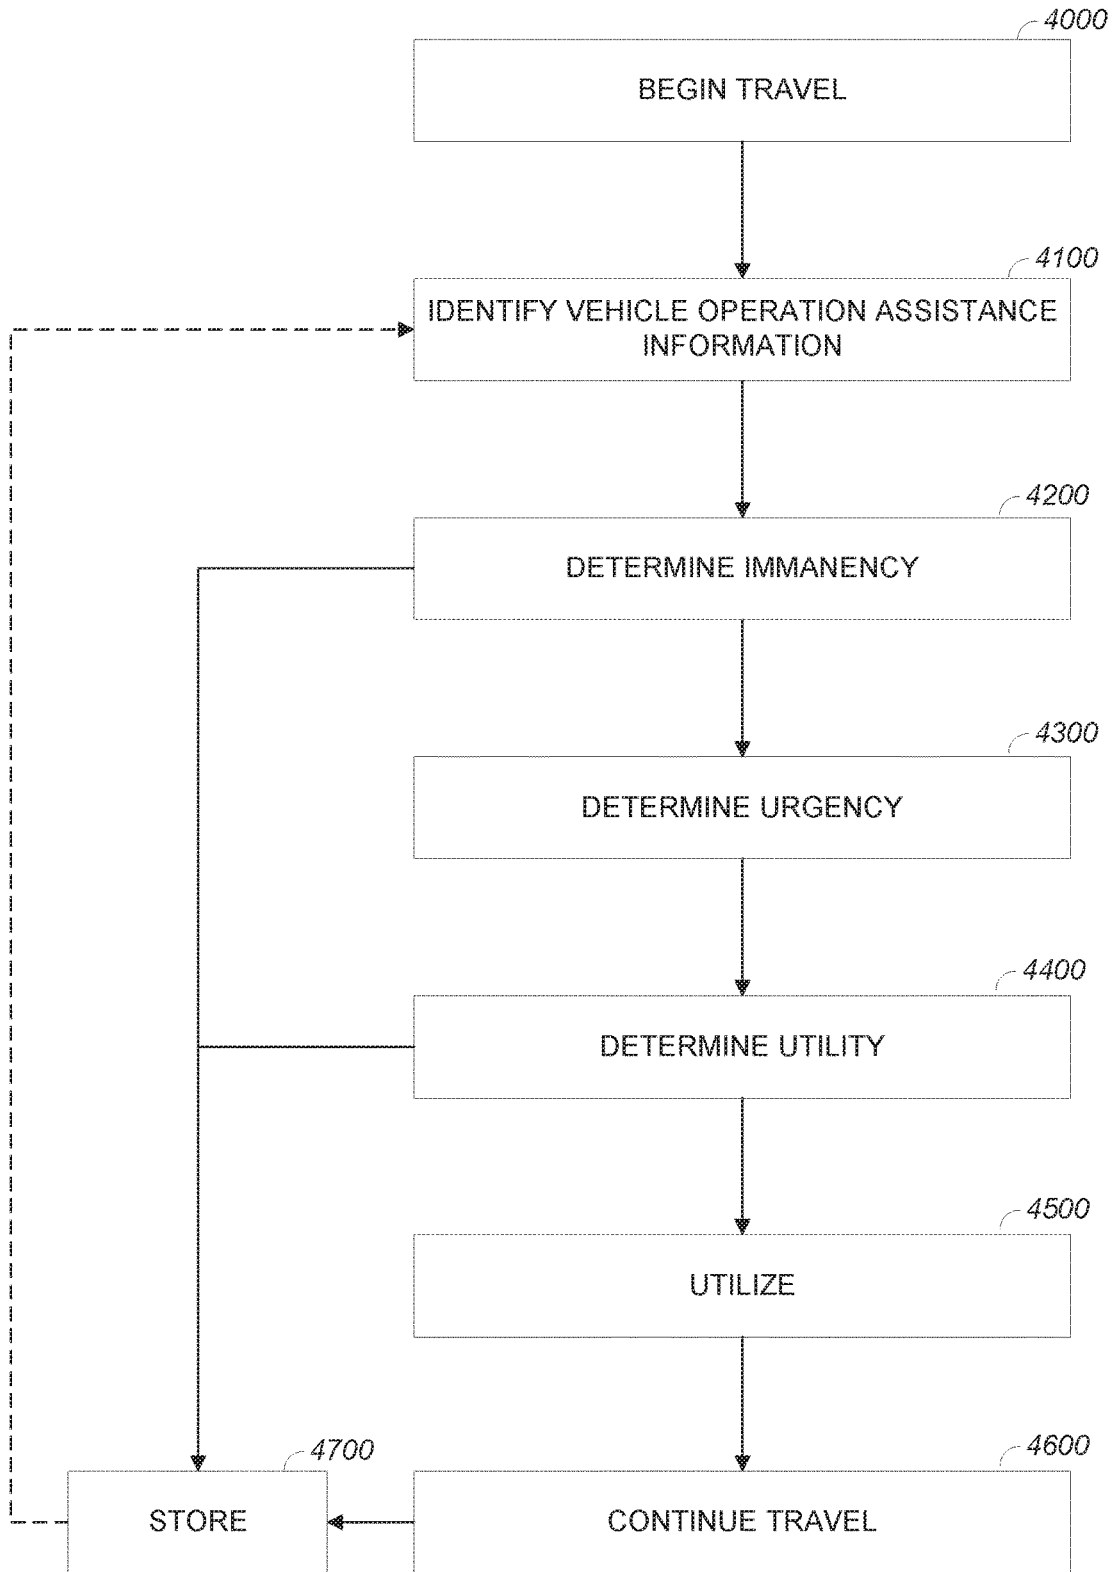 4000
BEGIN TRAVEL
4100
IDENTIFY VEHICLE OPERATION ASSISTANCE
INFORMATION
4200
DETERMINE IMMANENCY
4300
DETERMINE URGENCY
4400
DETERMINE UTILITY
4500
UTILIZE
4700
STORE
4600
CONTINUE TRAVEL